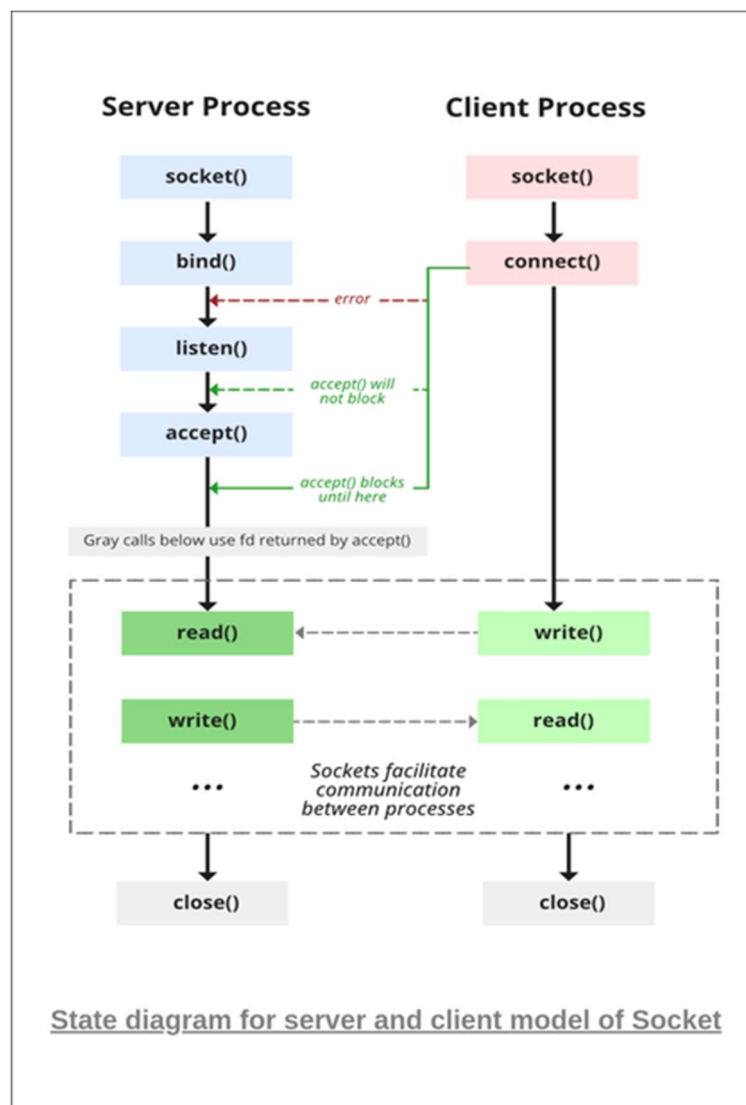 Server Process
Client Process
socket()
socket()
bind()
connect()
error
listen()
accept() will
not block
accept()
accept() blocks
until here
Gray calls below use fd returned by accept()
read()
write()
write()
read()
...
Sockets facilitate
communication
between processes
...
close()
close()
State diagram for server and client model of Socket